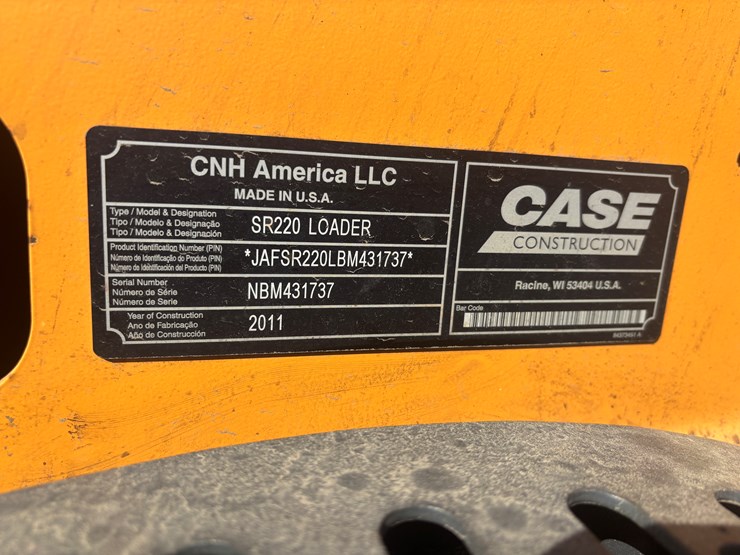 CNH America LLC
MADE IN U.S.A.
Type / Model & Designation
Tipo / Modelo & Designação
Tipo / Modelo & Designación
SR220 LOADER
Product Identification Number (PIN)
Número de Identificação do Produto (PIN)
Número de Identificación del Producto (PIN)
*JAFSR220LBM431737*
Serial Number
Número de Série
Número de Serie
NBM431737
Year of Construction
Ano de Fabricação
Año de Construcción
2011
CASE
CONSTRUCTION
Racine, WI 53404 U.S.A.
Bar Code